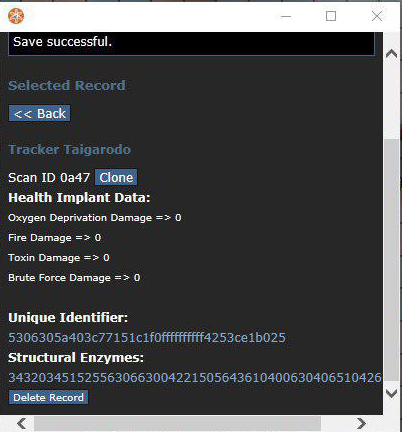 Save successful.
Selected Record
<< Back
Tracker Taigarodo
Scan ID 0a47 Clone
Health Implant Data:
Oxygen Deprivation Damage => 0
Fire Damage => 0
Toxin Damage => 0
Brute Force Damage => 0
Unique Identifier:
5306305a403c77151c1f0ffffffffff4253ce1b025
Structural Enzymes:
3432034515255630663004221505643610400630406510426
Delete Record